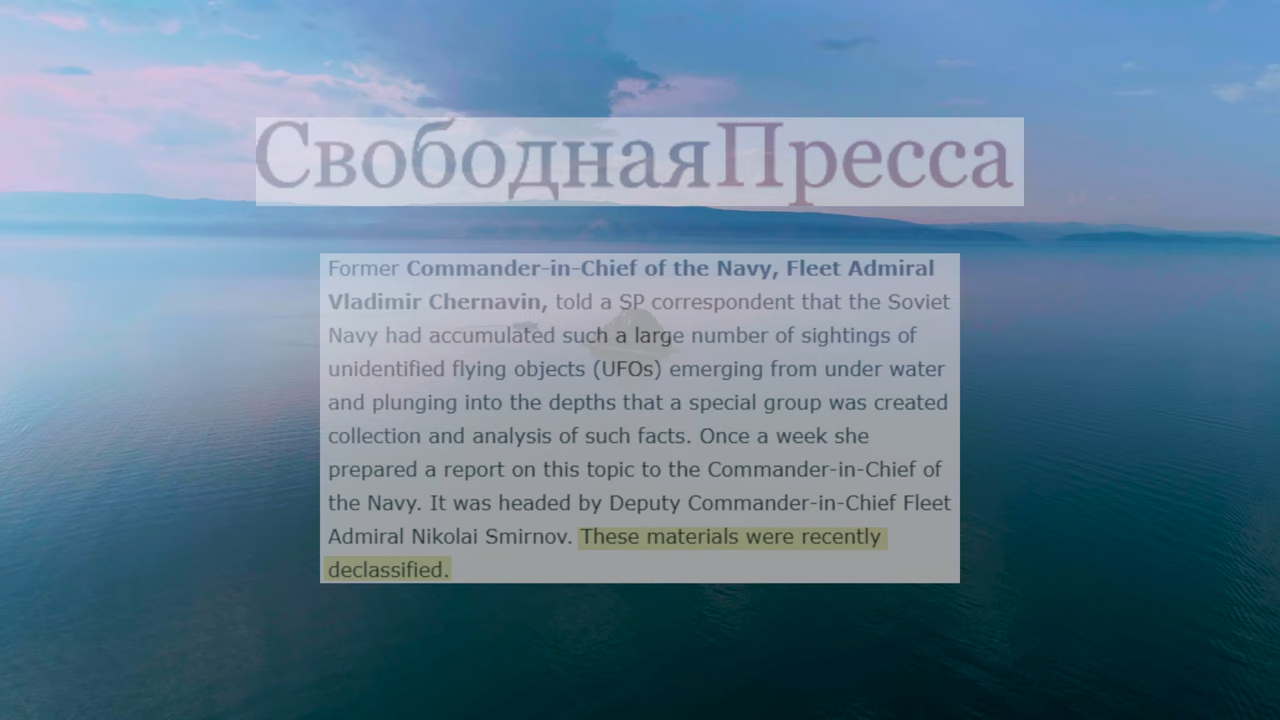 СвободнаяПресса
Former Commander-in-Chief of the Navy, Fleet Admiral
Vladimir Chernavin, told a SP correspondent that the Soviet
Navy had accumulated such a large number of sightings of
unidentified flying objects (UFOs) emerging from under water
and plunging into the depths that a special group was created
collection and analysis of such facts. Once a week she
prepared a report on this topic to the Commander-in-Chief of
the Navy. It was headed by Deputy Commander-in-Chief Fleet
Admiral Nikolai Smirnov. These materials were recently
declassified.